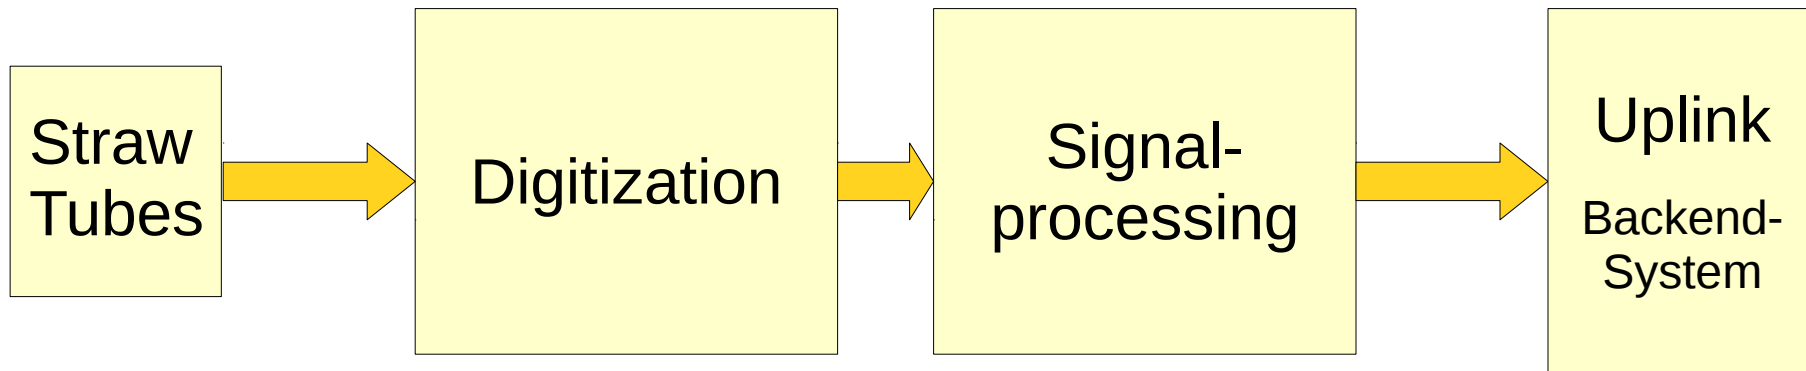 Straw
Tubes
Digitization
Signal-
processing
Uplink
Backend-
System